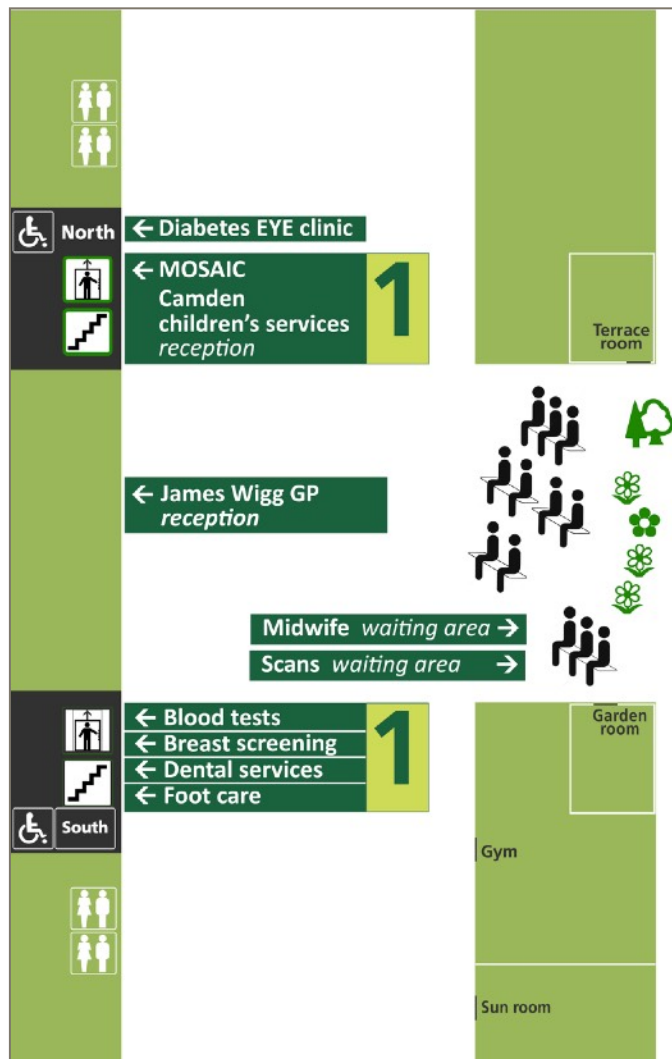 North
← Diabetes EYE clinic
← MOSAIC
Camden
children's services
reception
1
Terrace
room
← James Wigg GP
reception
Midwife waiting area →
Scans waiting area →
← Blood tests
← Breast screening
← Dental services
← Foot care
1
South
Garden
room
Gym
Sun room